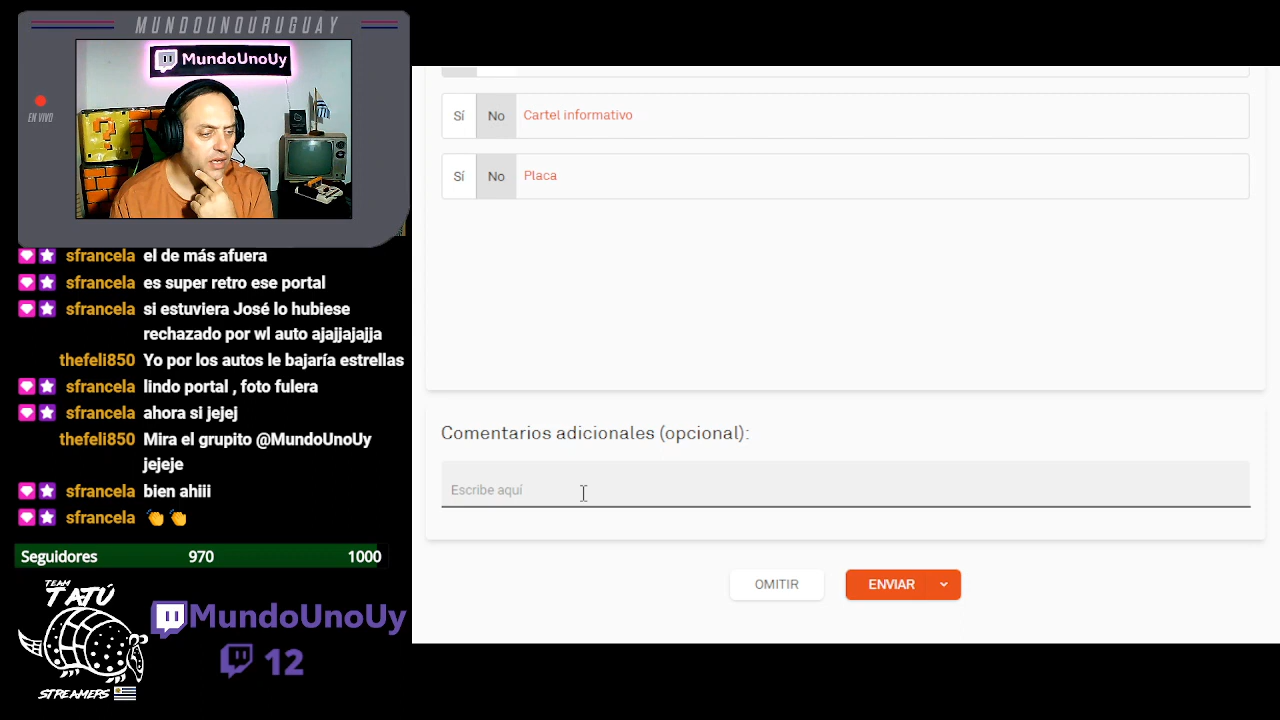 MUNDOUNOURUGUAY
MundoUnoUy
EN VIVO
sfrancela el de más afuera
sfrancela es super retro ese portal
sfrancela si estuviera José lo hubiese
rechazado por wl auto ajajjajajja
thefeli850 Yo por los autos le bajaría estrellas
sfrancela lindo portal , foto fulera
sfrancela ahora si jejej
thefeli850 Mira el grupito @MundoUnoUy
jejeje
sfrancela bien ahiii
sfrancela 👏 👏
Seguidores 970 1000
TEAM
TATÚ
STREAMERS
MundoUnoUy
12
Sí No Cartel informativo
Sí No Placa
Comentarios adicionales (opcional):
Escribe aquí
OMITIR ENVIAR